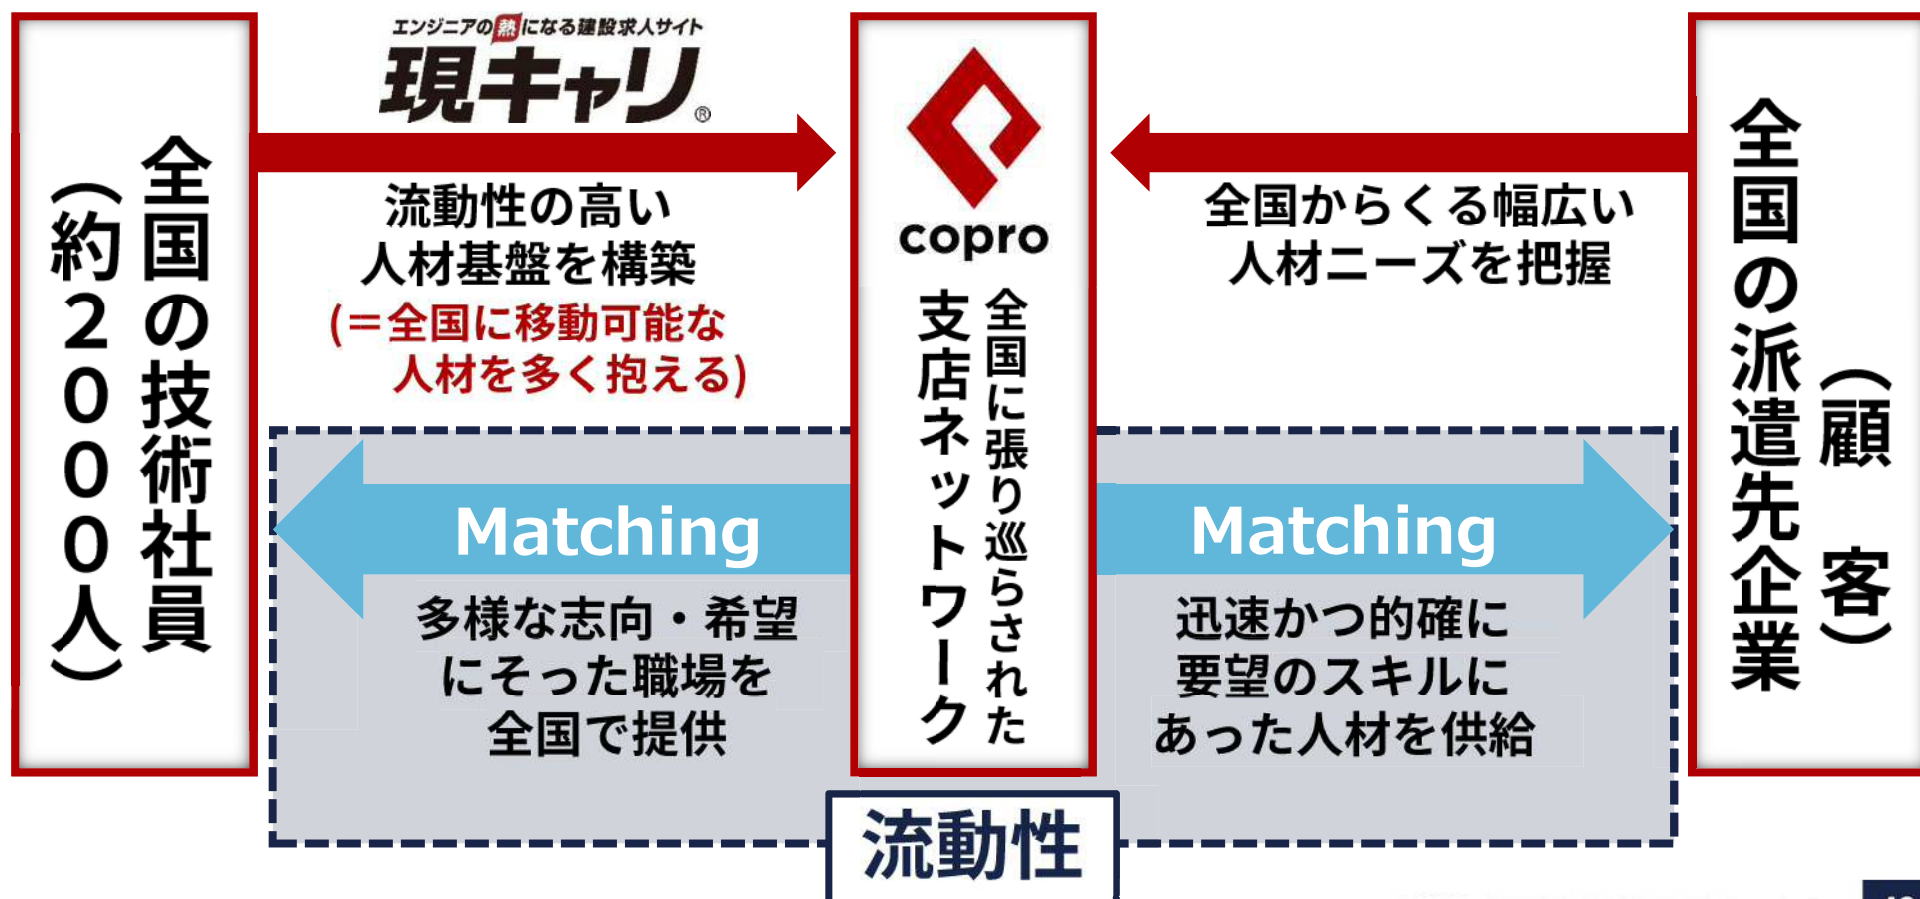 全国の技術社員
（約２０００人）
エンジニアの熱になる建設求人サイト
現キャリ®
流動性の高い
人材基盤を構築
(＝全国に移動可能な
人材を多く抱える)
copro
全国に張り巡らされた
支店ネットワーク
全国からくる幅広い
人材ニーズを把握
（顧客）
全国の派遣先企業
Matching
多様な志向・希望
にそった職場を
全国で提供
Matching
迅速かつ的確に
要望のスキルに
あった人材を供給
流動性